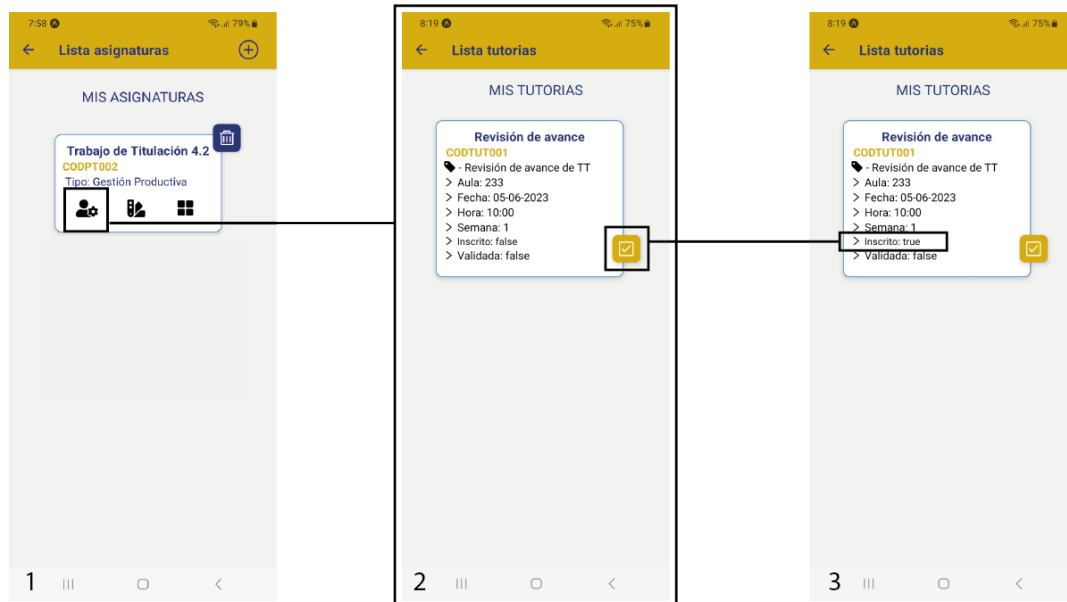 7:58 79%
Lista asignaturas
MIS ASIGNATURAS
Trabajo de Titulación 4.2
CODPT002
Tipo: Gestión Productiva
1
8:19 75%
Lista tutorias
MIS TUTORIAS
Revisión de avance
CODTUT001
- Revisión de avance de TT
> Aula: 233
> Fecha: 05-06-2023
> Hora: 10:00
> Semana: 1
> Inscrito: false
> Validada: false
2
8:19 75%
Lista tutorias
MIS TUTORIAS
Revisión de avance
CODTUT001
- Revisión de avance de TT
> Aula: 233
> Fecha: 05-06-2023
> Hora: 10:00
> Semana: 1
> Inscrito: true
> Validada: false
3